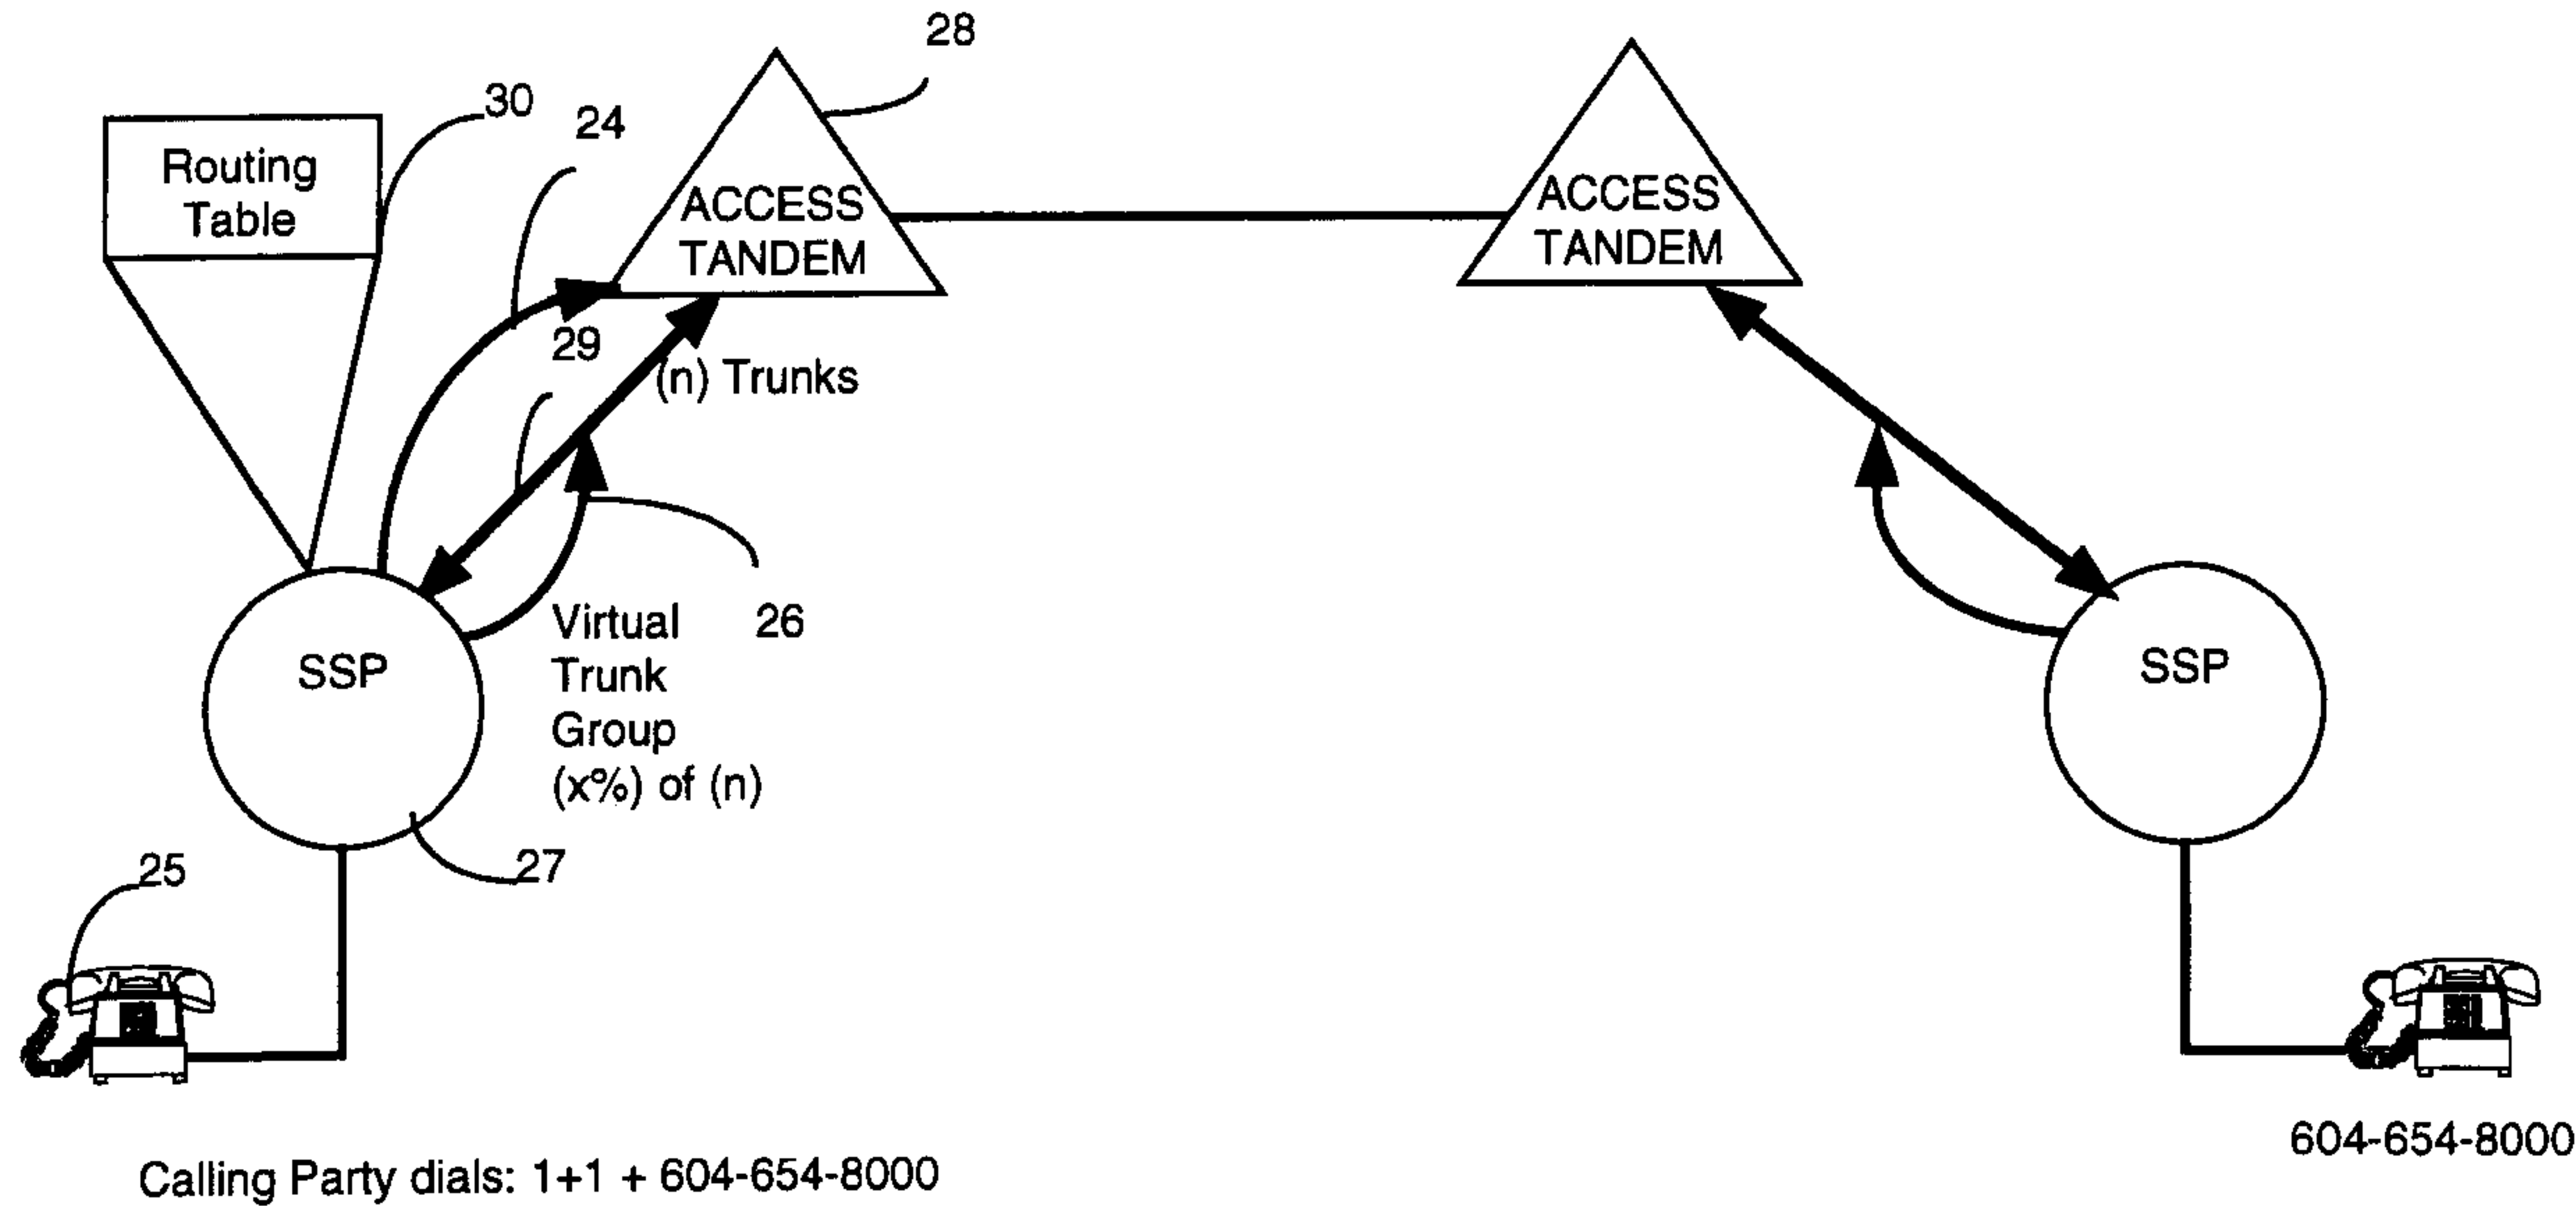 28
30
24
Routing
Table
ACCESS
TANDEM
ACCESS
TANDEM
29
(n) Trunks
Virtual
Trunk
Group
(x%) of (n)
26
SSP
SSP
27
25
604-654-8000
Calling Party dials: 1+1 + 604-654-8000